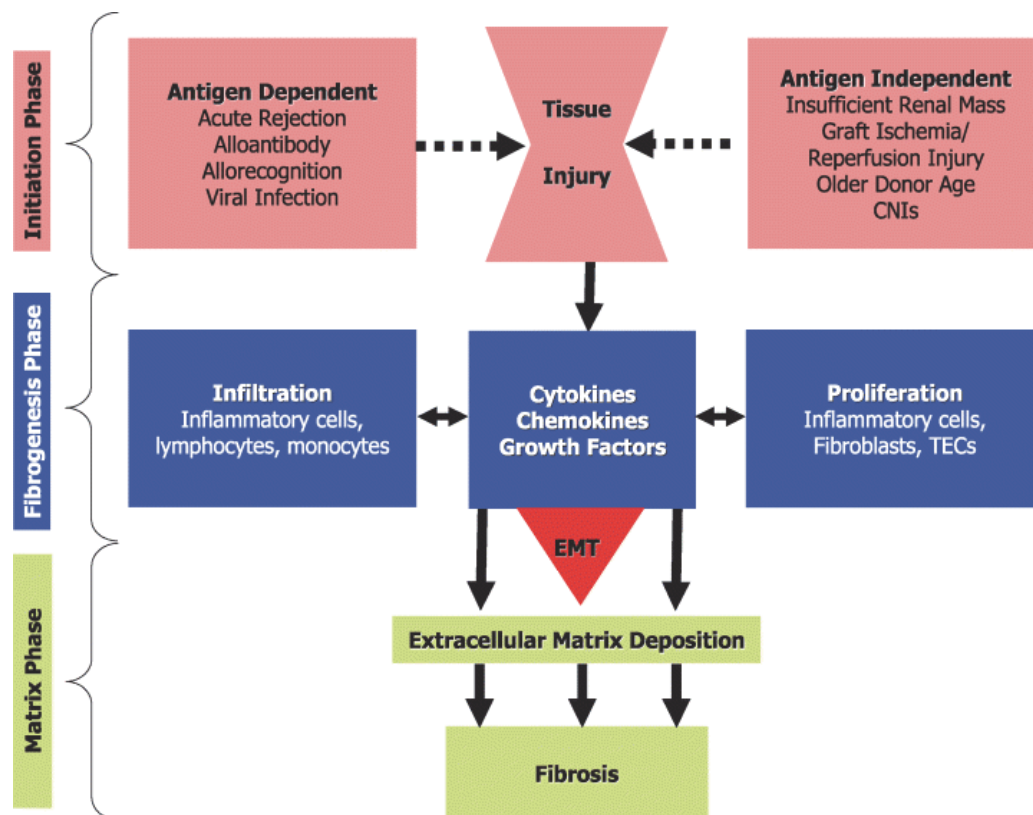 Initiation Phase
Antigen Dependent
Acute Rejection
Alloantibody
Allorecognition
Viral Infection
Tissue
Injury
Antigen Independent
Insufficient Renal Mass
Graft Ischemia/
Reperfusion Injury
Older Donor Age
CNIs
Fibrogenesis Phase
Infiltration
Inflammatory cells,
lymphocytes, monocytes
Cytokines
Chemokines
Growth Factors
Proliferation
Inflammatory cells,
Fibroblasts, TECs
EMT
Matrix Phase
Extracellular Matrix Deposition
Fibrosis